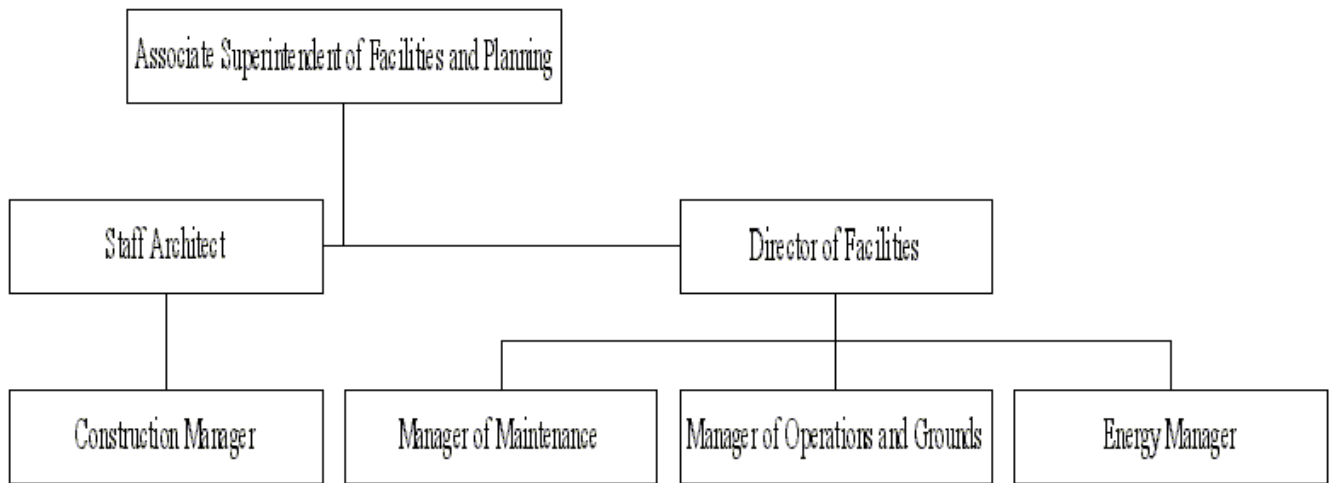 Associate Superintendent of Facilities and Planning
Staff Architect
Director of Facilities
Construction Manager
Manager of Maintenance
Manager of Operations and Grounds
Energy Manager